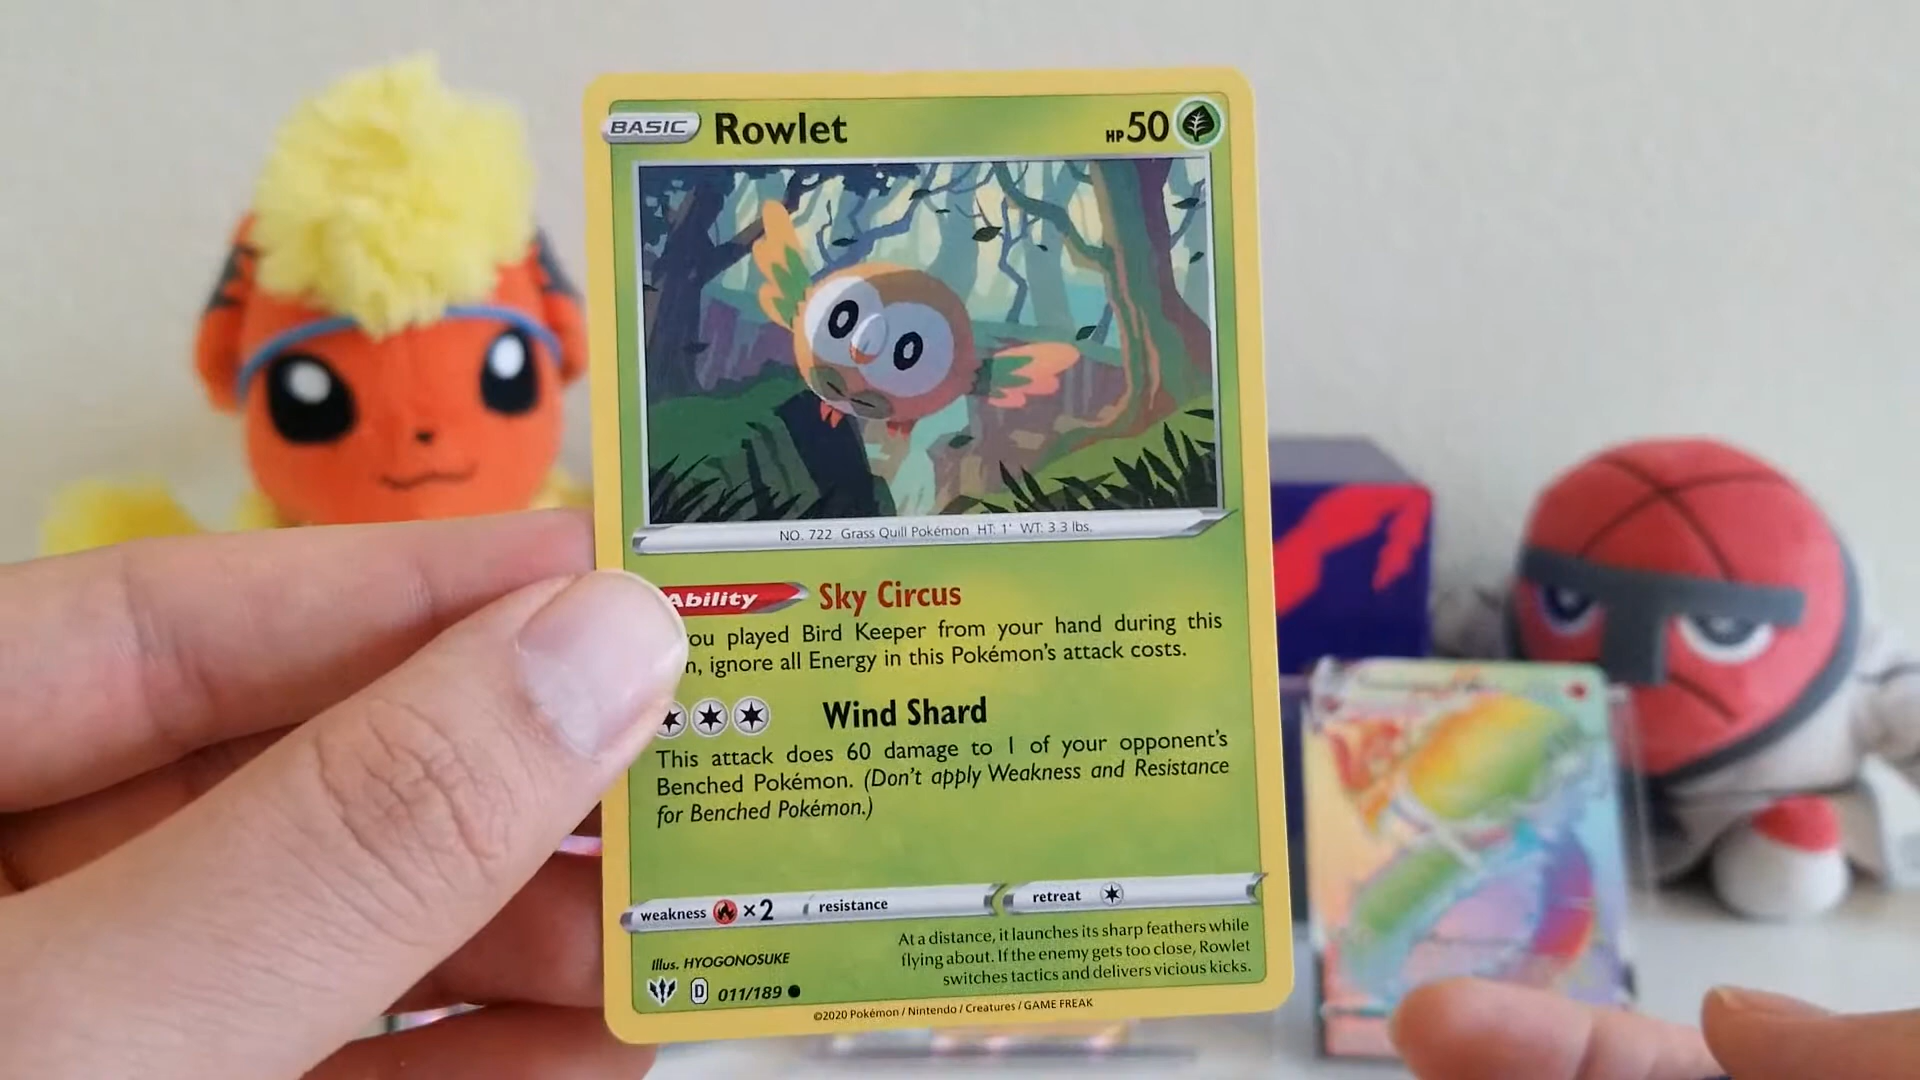 BASIC Rowlet HP 50
NO. 722 Grass Quill Pokémon HT: 1' WT: 3.3 lbs.
Ability Sky Circus
ou played Bird Keeper from your hand during this
n, ignore all Energy in this Pokémon's attack costs.
Wind Shard
This attack does 60 damage to 1 of your opponent's
Benched Pokémon. (Don't apply Weakness and Resistance
for Benched Pokémon.)
weakness ×2 resistance retreat
At a distance, it launches its sharp feathers while
flying about. If the enemy gets too close, Rowlet
switches tactics and delivers vicious kicks.
Illus. HYOGONOSUKE
D 011/189
©2020 Pokémon / Nintendo / Creatures / GAME FREAK